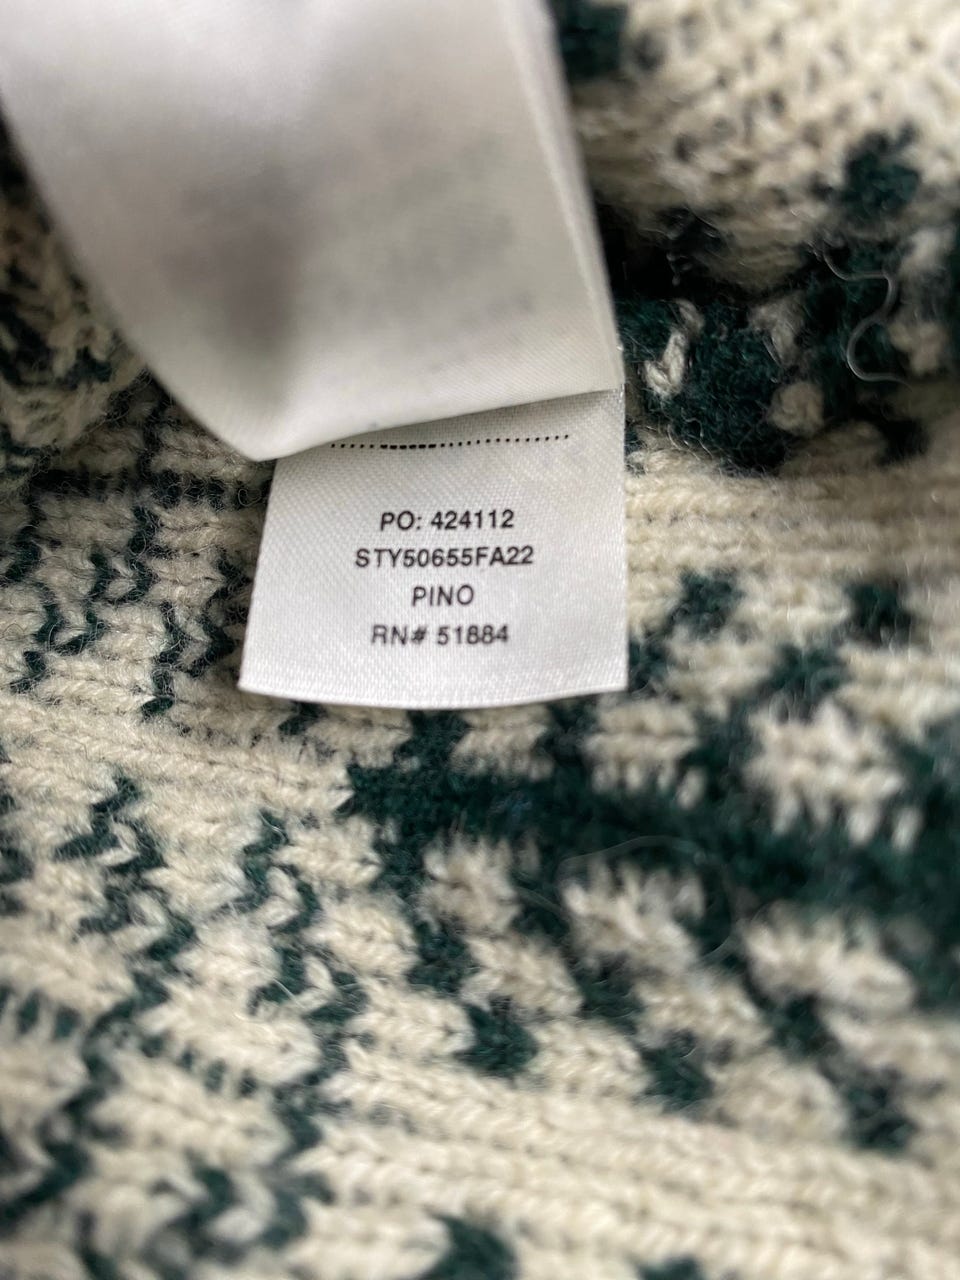 PO: 424112
STY50655FA22
PINO
RN# 51884